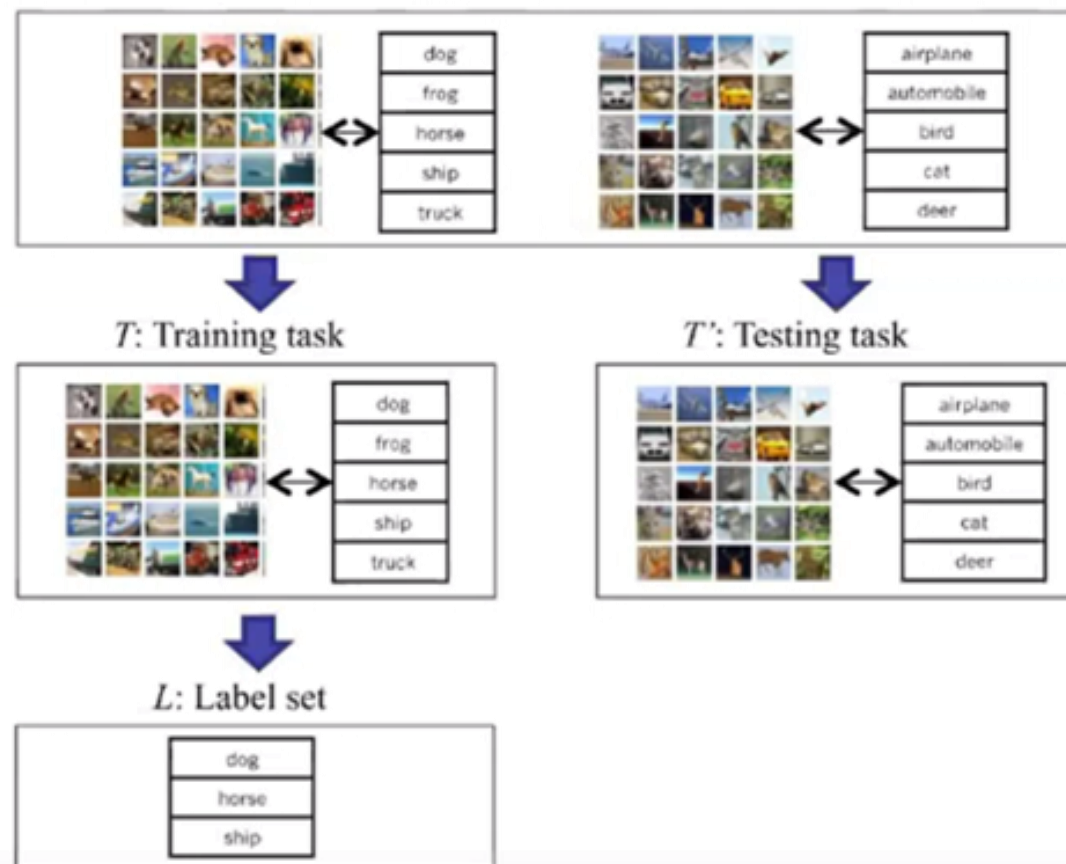 dog
frog
horse
ship
truck
airplane
automobile
bird
cat
deer
T: Training task
T’: Testing task
dog
frog
horse
ship
truck
airplane
automobile
bird
cat
deer
L: Label set
dog
horse
ship